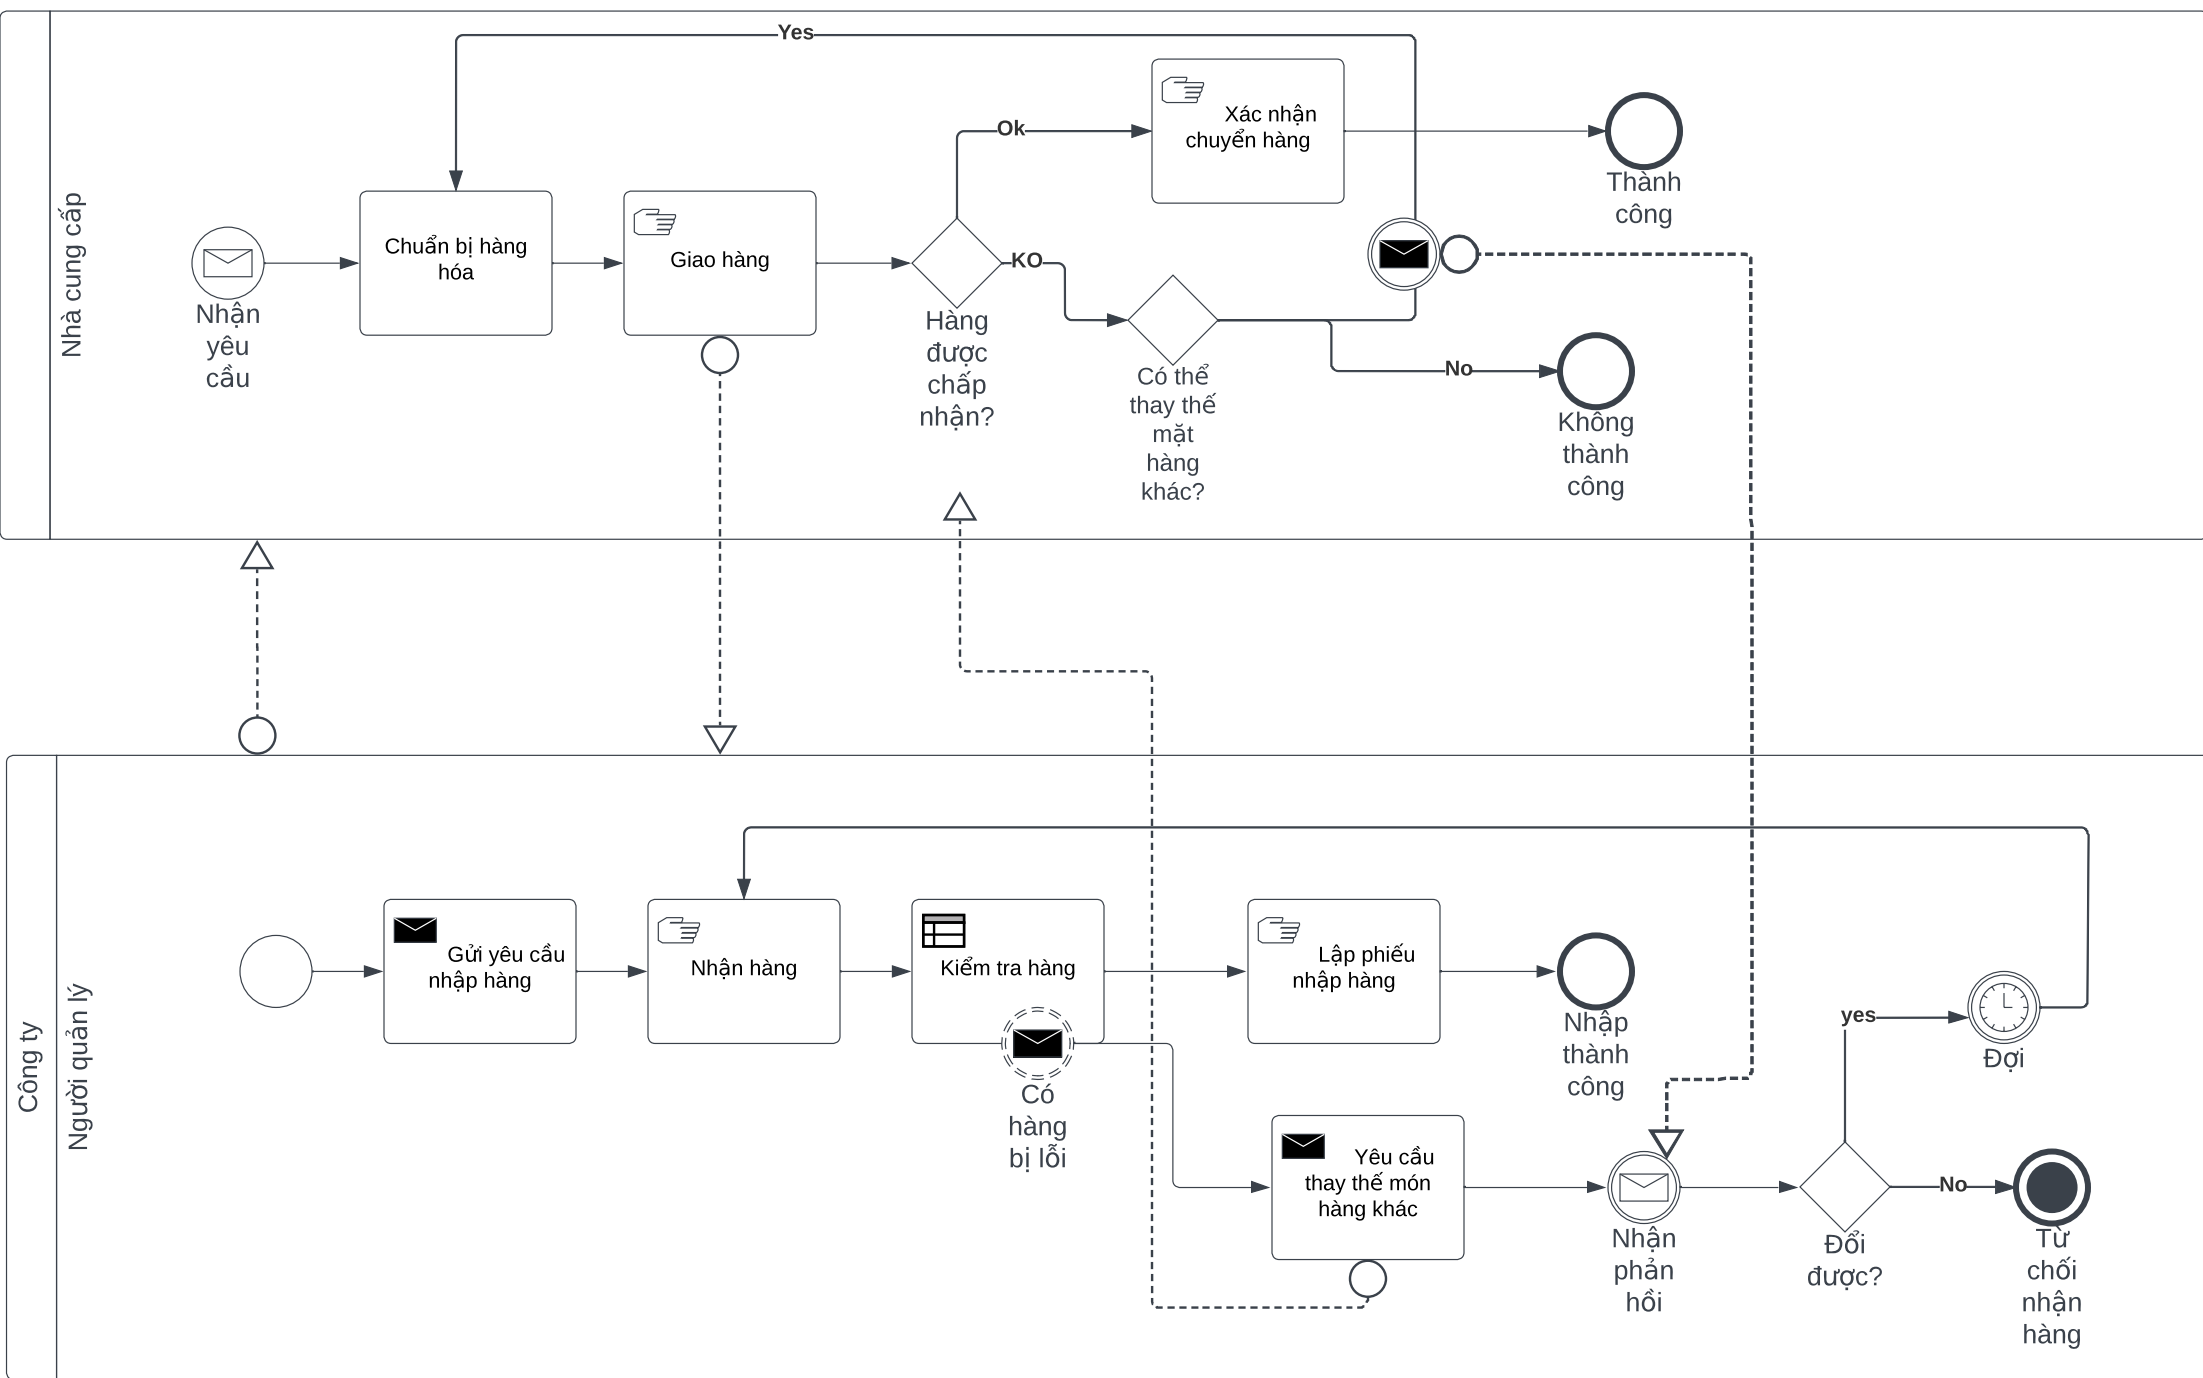 Yes
Nhà cung cấp
Nhận
yêu
cầu
Chuẩn bị hàng
hóa
Giao hàng
Hàng
được
chấp
nhận?
Ok
KO
Xác nhận
chuyển hàng
Thành
công
Có thể
thay thế
mặt
hàng
khác?
No
Không
thành
công
Công ty
Người quản lý
Gửi yêu cầu
nhập hàng
Nhận hàng
Kiểm tra hàng
Có
hàng
bị lỗi
Lập phiếu
nhập hàng
Nhập
thành
công
Yêu cầu
thay thế món
hàng khác
Nhận
phản
hồi
Đổi
được?
yes
Đợi
No
Từ
chối
nhận
hàng